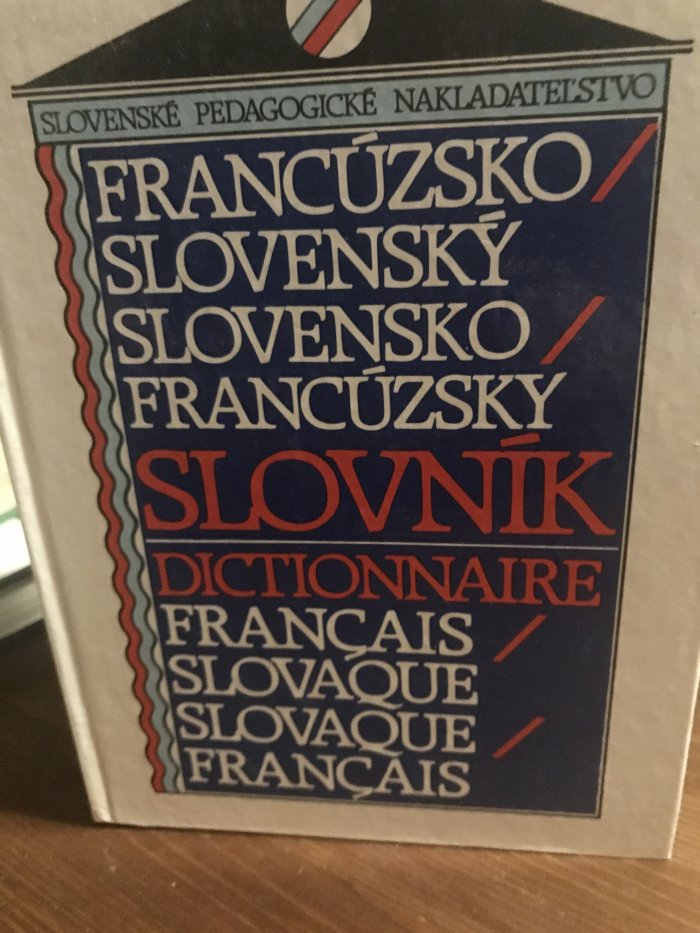 SLOVENSKÉ PEDAGOGICKÉ NAKLADATEĽSTVO
FRANCÚZSKO/
SLOVENSKÝ
SLOVENSKO/
FRANCÚZSKY
SLOVNÍK
DICTIONNAIRE
FRANÇAIS/
SLOVAQUE
SLOVAQUE/
FRANÇAIS